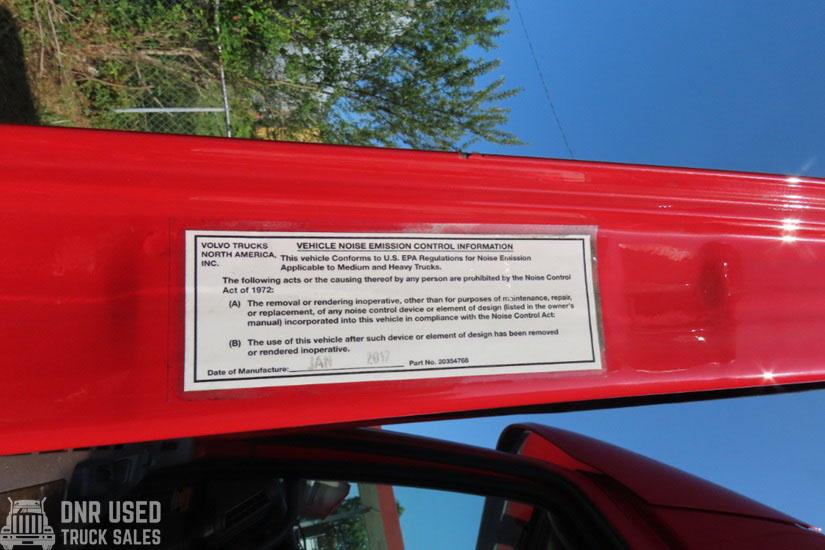 VOLVO TRUCKS
NORTH AMERICA,
INC.
VEHICLE NOISE EMISSION CONTROL INFORMATION
This vehicle Conforms to U.S. EPA Regulations for Noise Emission
Applicable to Medium and Heavy Trucks.
The following acts or the causing thereof by any person are prohibited by the Noise Control
Act of 1972:
(A) The removal or rendering inoperative, other than for purposes of maintenance, repair,
or replacement, of any noise control device or element of design (listed in the owner's
manual) incorporated into this vehicle in compliance with the Noise Control Act:
(B) The use of this vehicle after such device or element of design has been removed
or rendered inoperative.
Date of Manufacture: JAN 2017 Part No. 20354768
DNR USED
TRUCK SALES